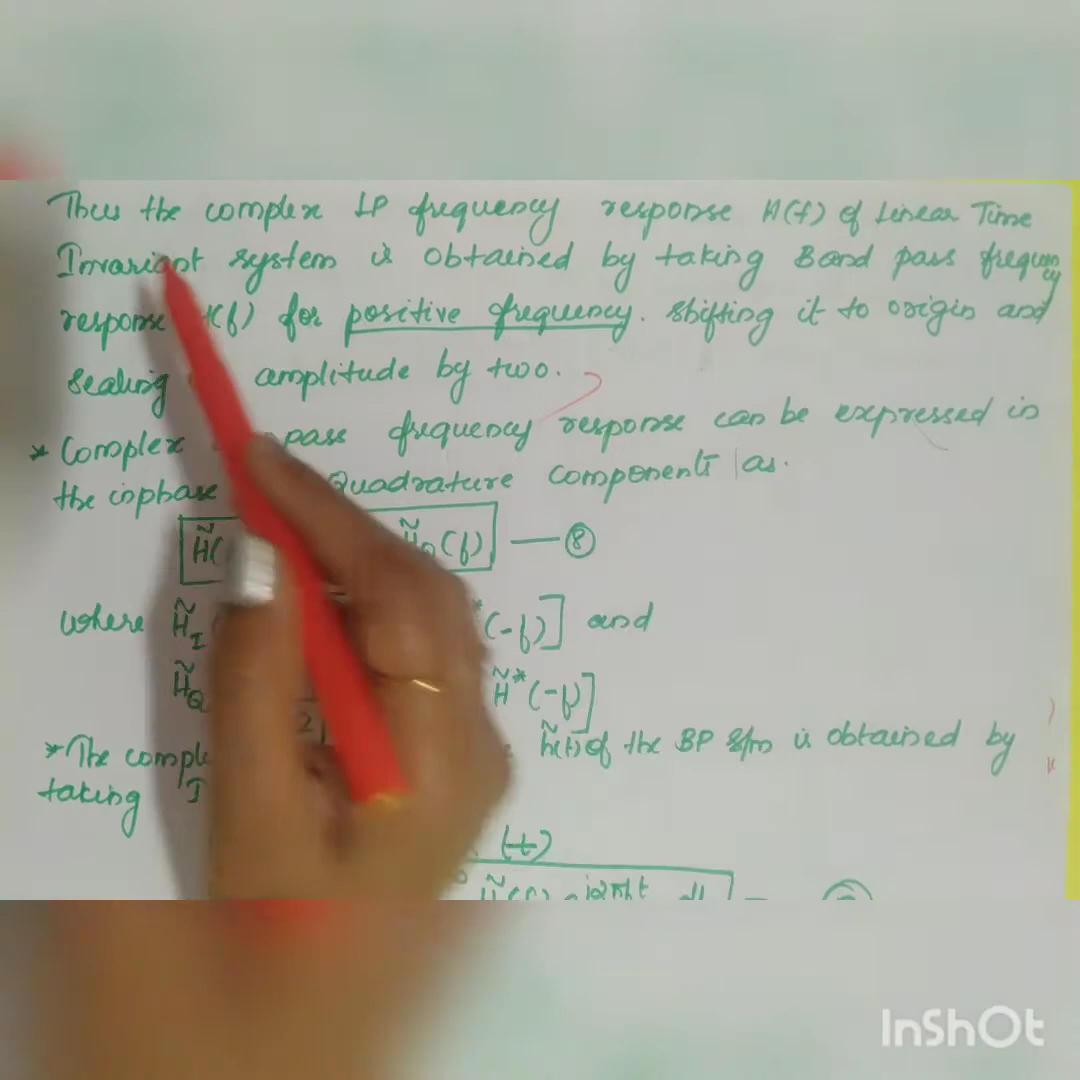 Thus the complex LP frequency response H(f) of Linear Time
Invariant system is obtained by taking Band pass frequency
response H(f) for positive frequency. shifting it to origin and
scaling amplitude by two.
* Complex pass frequency response can be expressed in
the inphase Quadrature components as.
H̃( H̃Q(f) — ⑧
where H̃I (-f)] and
H̃Q H̃*(-f)]
* The h̃(t) of the BP s/m is obtained by
taking I
(t)
H̃(f) e^{j2πft} df —
InShOt